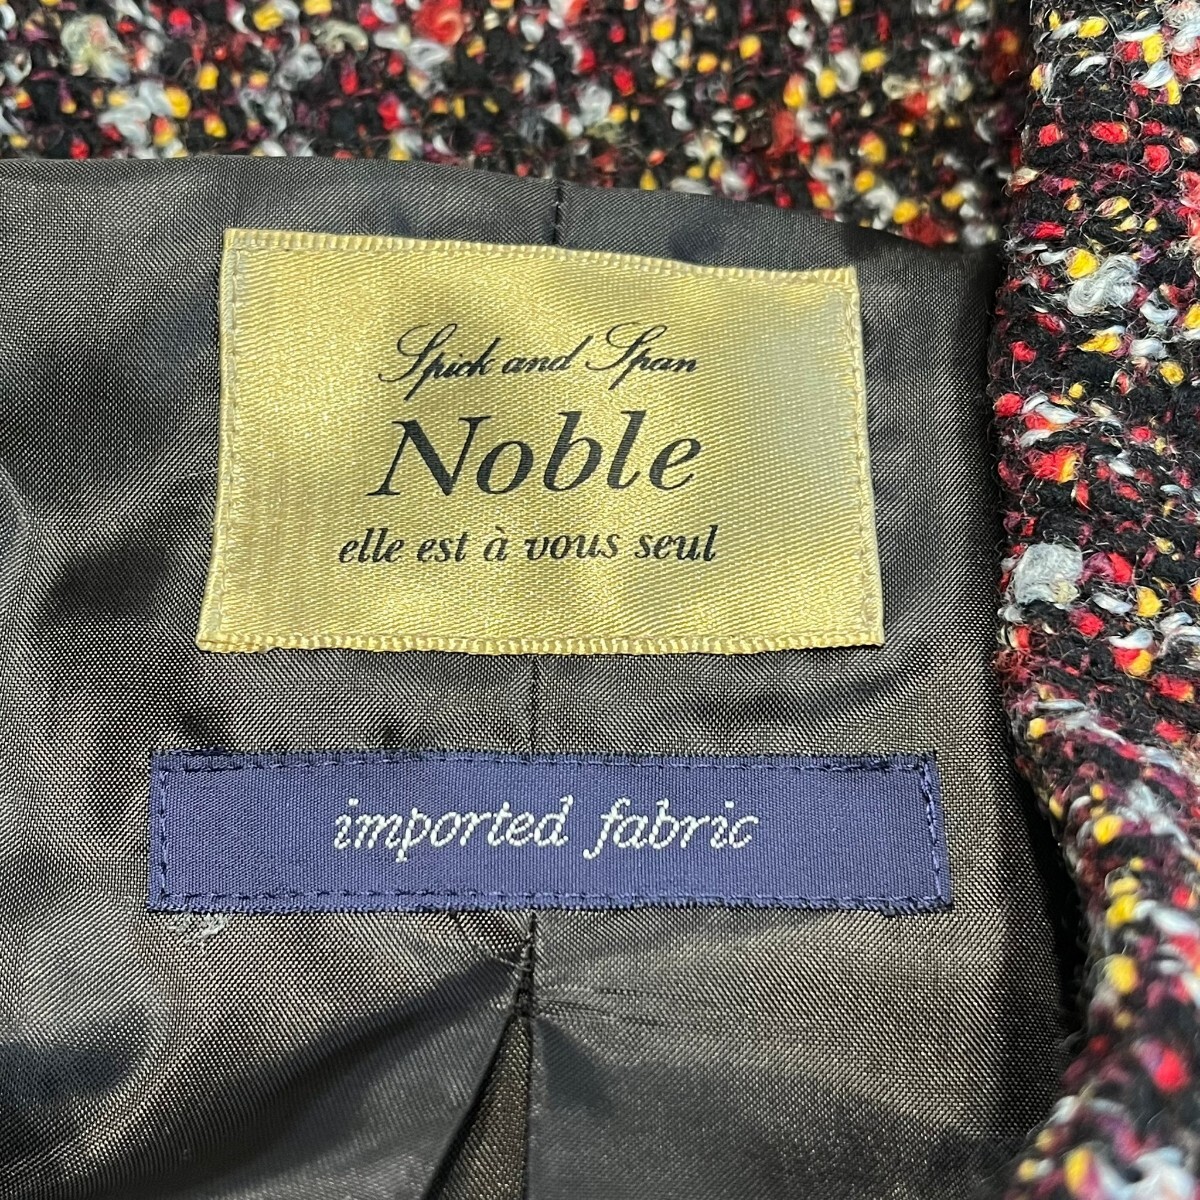 Spick and Span
Noble
elle est à vous seul
imported fabric